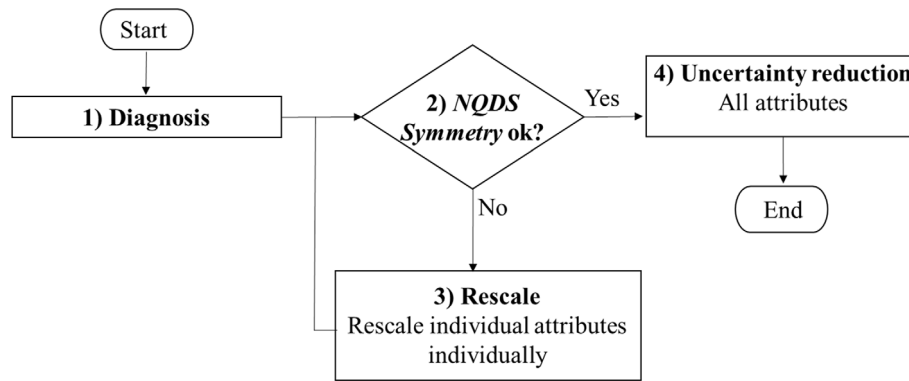 Start
1) Diagnosis
2) NQDS
Symmetry ok?
Yes
4) Uncertainty reduction
All attributes
End
No
3) Rescale
Rescale individual attributes
individually